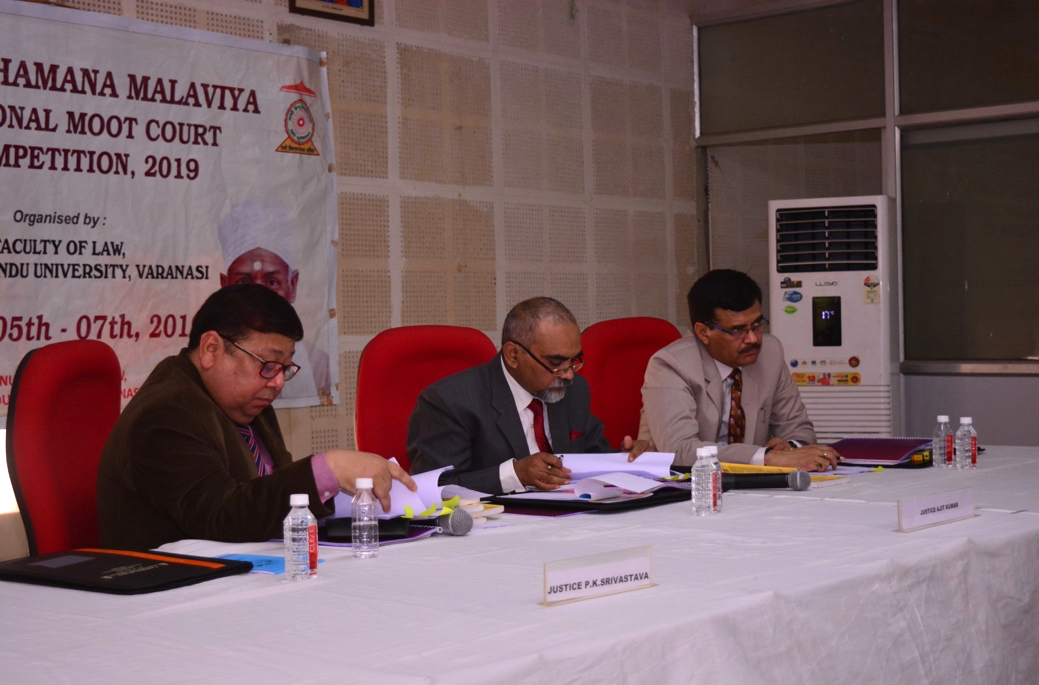 HAMANA MALAVIYA
ONAL MOOT COURT
MPETITION, 2019
Organised by :
FACULTY OF LAW,
NDU UNIVERSITY, VARANASI
05th - 07th, 201
LLOYD
JUSTICE P.K.SRIVASTAVA
JUSTICE AJIT KUMAR